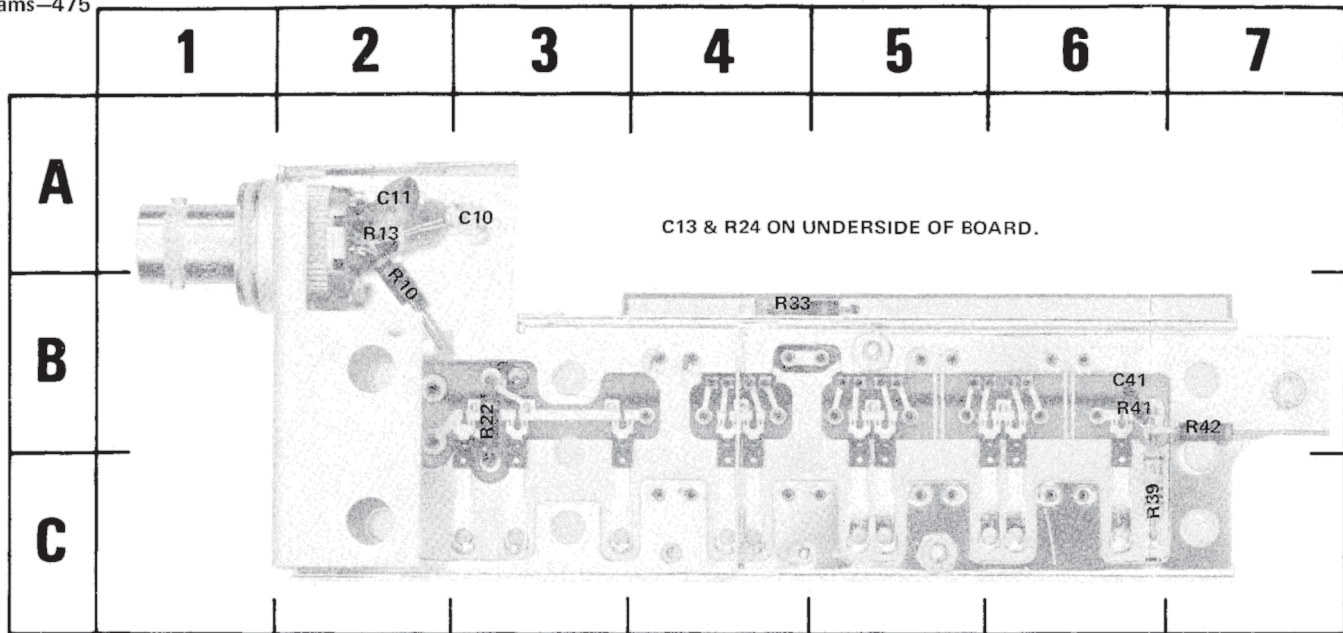 ams—475
1 2 3 4 5 6 7
A
C11
C10
R13
C13 & R24 ON UNDERSIDE OF BOARD.
R10
R33
B
C41
R41
R22
R42
C
R39